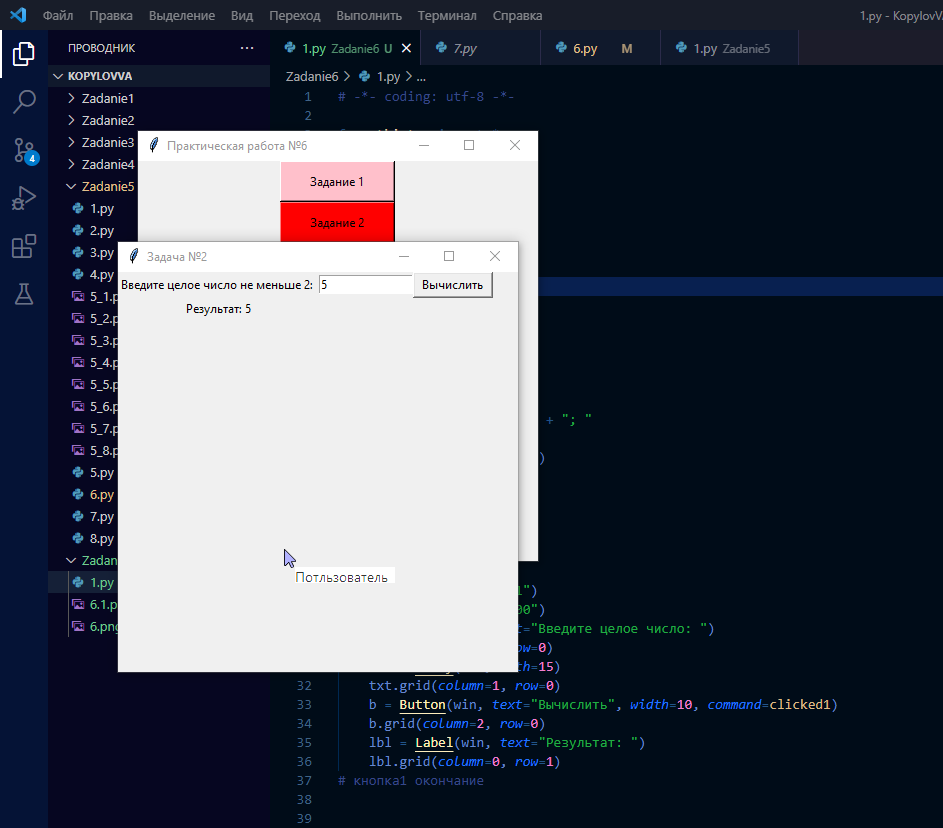 Файл Правка Выделение Вид Переход Выполнить Терминал Справка 1.py - KopylovV
ПРОВОДНИК ...
1.py Zadanie6 U 7.py 6.py M 1.py Zadanie5
KOPYLOVVA
Zadanie6 > 1.py > ...
1 # -*- coding: utf-8 -*-
2
Zadanie1
Zadanie2
Zadanie3
Zadanie4
Zadanie5
1.py
2.py
3.py
4.py
5_1.p
5_2.p
5_3.p
5_4.p
5_5.p
5_6.p
5_7.p
5_8.p
5.py
6.py
7.py
8.py
Zadan
1.py
6.1.p
6.png
4
Практическая работа №6
Задание 1
Задание 2
Задача №2
Введите целое число не меньше 2: 5 Вычислить
Результат: 5
Потльзователь
+ "; "
)
1")
00")
t="Введите целое число: ")
ow=0)
th=15)
32 txt.grid(column=1, row=0)
33 b = Button(win, text="Вычислить", width=10, command=clicked1)
34 b.grid(column=2, row=0)
35 lbl = Label(win, text="Результат: ")
36 lbl.grid(column=0, row=1)
37 # кнопка1 окончание
38
39